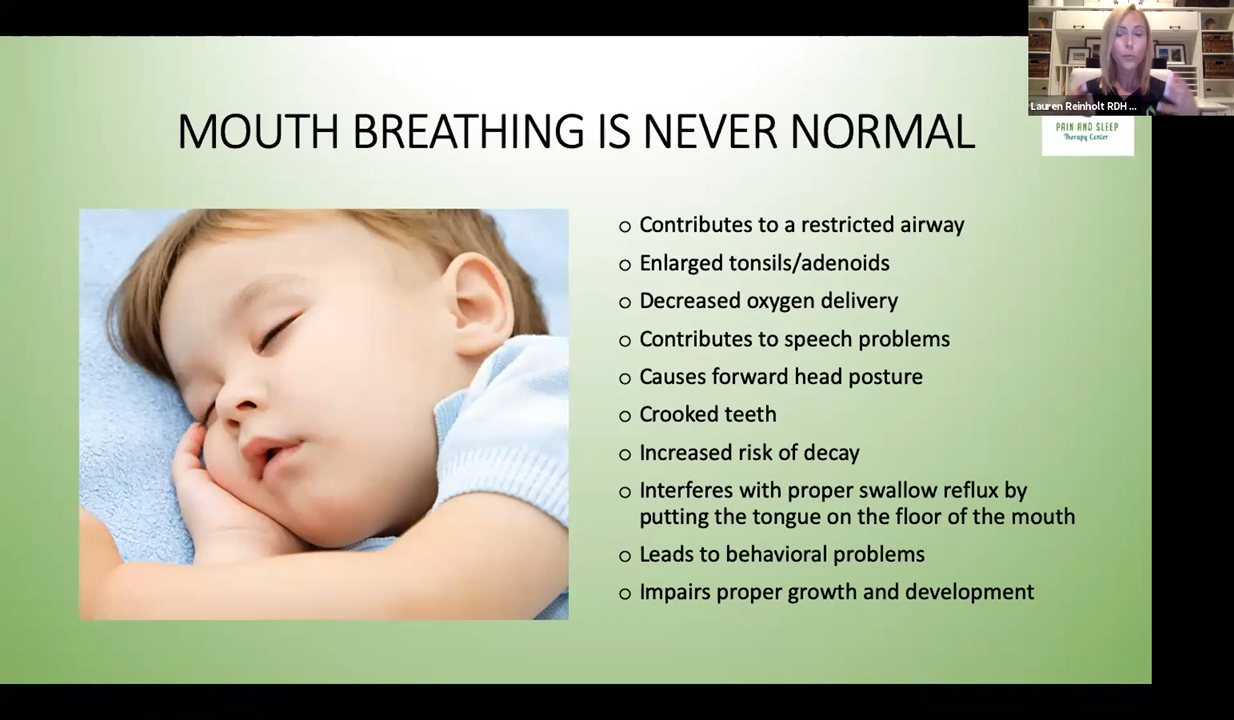 Lauren Reinholt RDH ...
PAIN AND SLEEP
Therapy Center
MOUTH BREATHING IS NEVER NORMAL
o Contributes to a restricted airway
o Enlarged tonsils/adenoids
o Decreased oxygen delivery
o Contributes to speech problems
o Causes forward head posture
o Crooked teeth
o Increased risk of decay
o Interferes with proper swallow reflux by
putting the tongue on the floor of the mouth
o Leads to behavioral problems
o Impairs proper growth and development